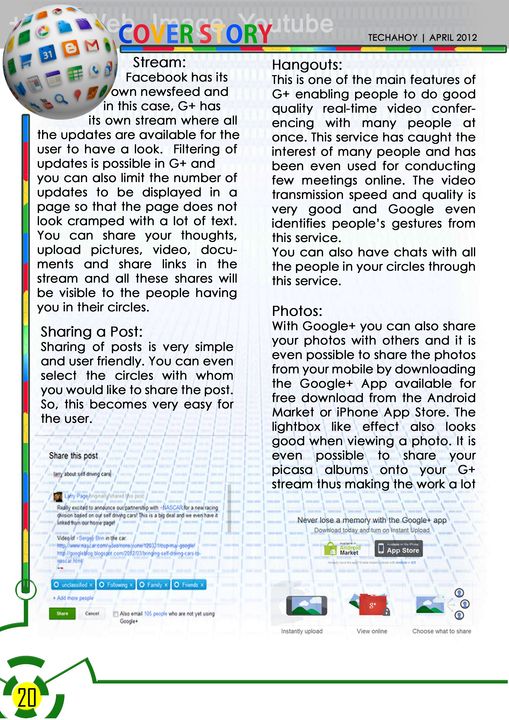 Web Image Youtube
COVER STORY
TECHAHOY | APRIL 2012
Stream:
Facebook has its
own newsfeed and
in this case, G+ has
its own stream where all
the updates are available for the
user to have a look. Filtering of
updates is possible in G+ and
you can also limit the number of
updates to be displayed in a
page so that the page does not
look cramped with a lot of text.
You can share your thoughts,
upload pictures, video, docu-
ments and share links in the
stream and all these shares will
be visible to the people having
you in their circles.
Sharing a Post:
Sharing of posts is very simple
and user friendly. You can even
select the circles with whom
you would like to share the post.
So, this becomes very easy for
the user.
Share this post
larry about self driving cars
Larry Page originally shared this post:
Really excited to announce our partnership with +NASCAR for a new racing
division based on our self driving cars! This is a big deal and we even have it
linked from our home page!
Video of +Sergey Brin in the car:
unclassified × Following × Family × Friends ×
+ Add more people
Share Cancel Also email 105 people who are not yet using
Google+
Hangouts:
This is one of the main features of
G+ enabling people to do good
quality real-time video confer-
encing with many people at
once. This service has caught the
interest of many people and has
been even used for conducting
few meetings online. The video
transmission speed and quality is
very good and Google even
identifies people's gestures from
this service.
You can also have chats with all
the people in your circles through
this service.
Photos:
With Google+ you can also share
your photos with others and it is
even possible to share the photos
from your mobile by downloading
the Google+ App available for
free download from the Android
Market or iPhone App Store. The
lightbox like effect also looks
good when viewing a photo. It is
even possible to share your
picasa albums onto your G+
stream thus making the work a lot
Never lose a memory with the Google+ app
Download today and turn on Instant Upload.
Android
Market
App Store
Instantly upload
View online
Choose what to share
20